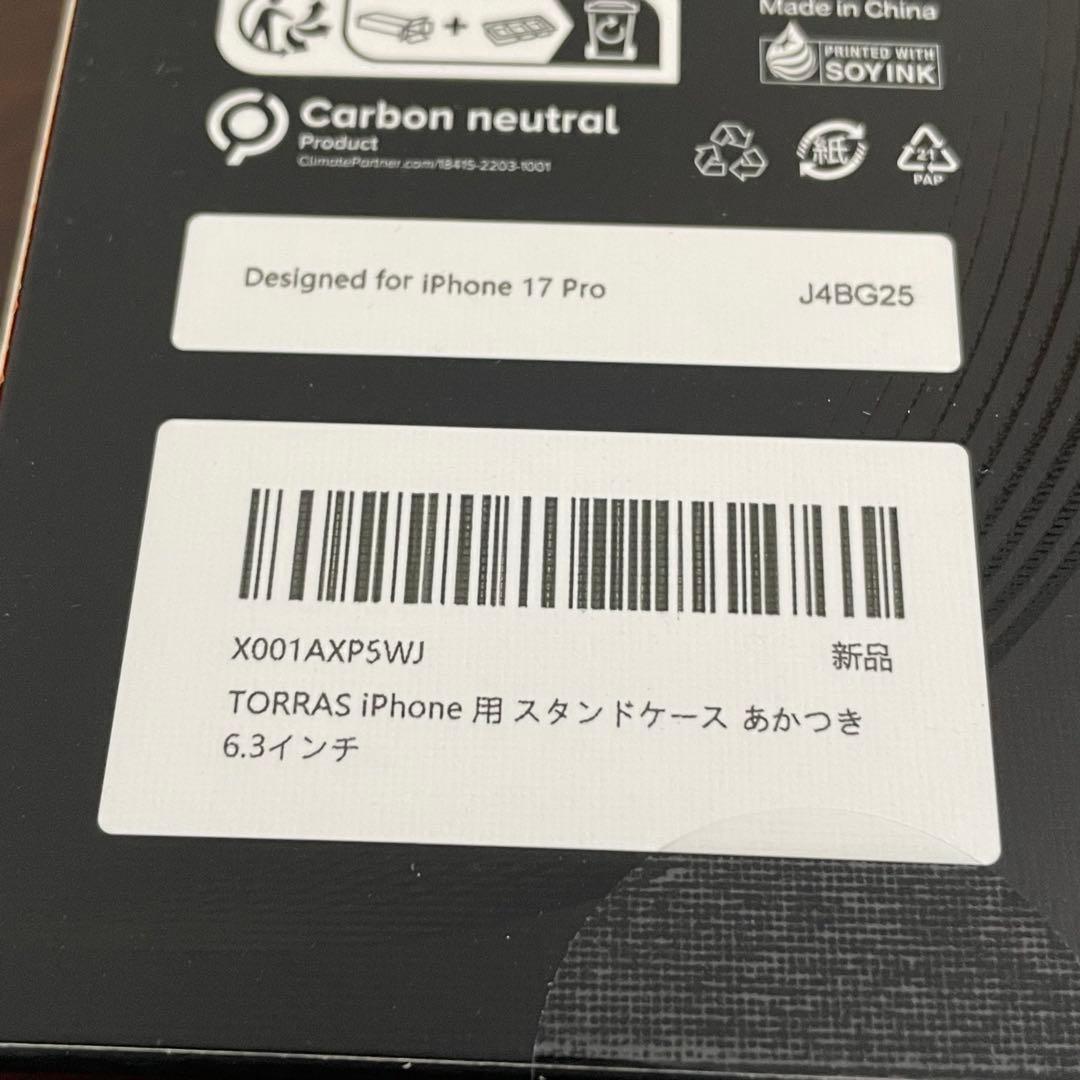 Made in China
PRINTED WITH
SOY INK
Carbon neutral
Product
ClimatePartner.com/18415-2203-1001
紙
21
PAP
Designed for iPhone 17 Pro
J4BG25
X001AXP5WJ
新品
TORRAS iPhone 用 スタンドケース あかつき
6.3インチ